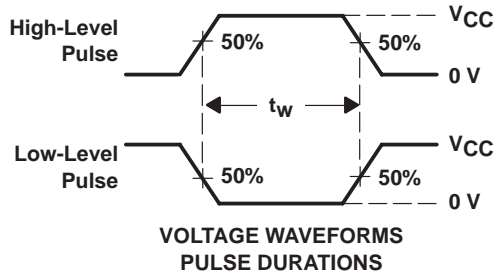 High-Level
Pulse
50%
50%
VCC
0 V
tw
Low-Level
Pulse
50%
50%
VCC
0 V
VOLTAGE WAVEFORMS
PULSE DURATIONS